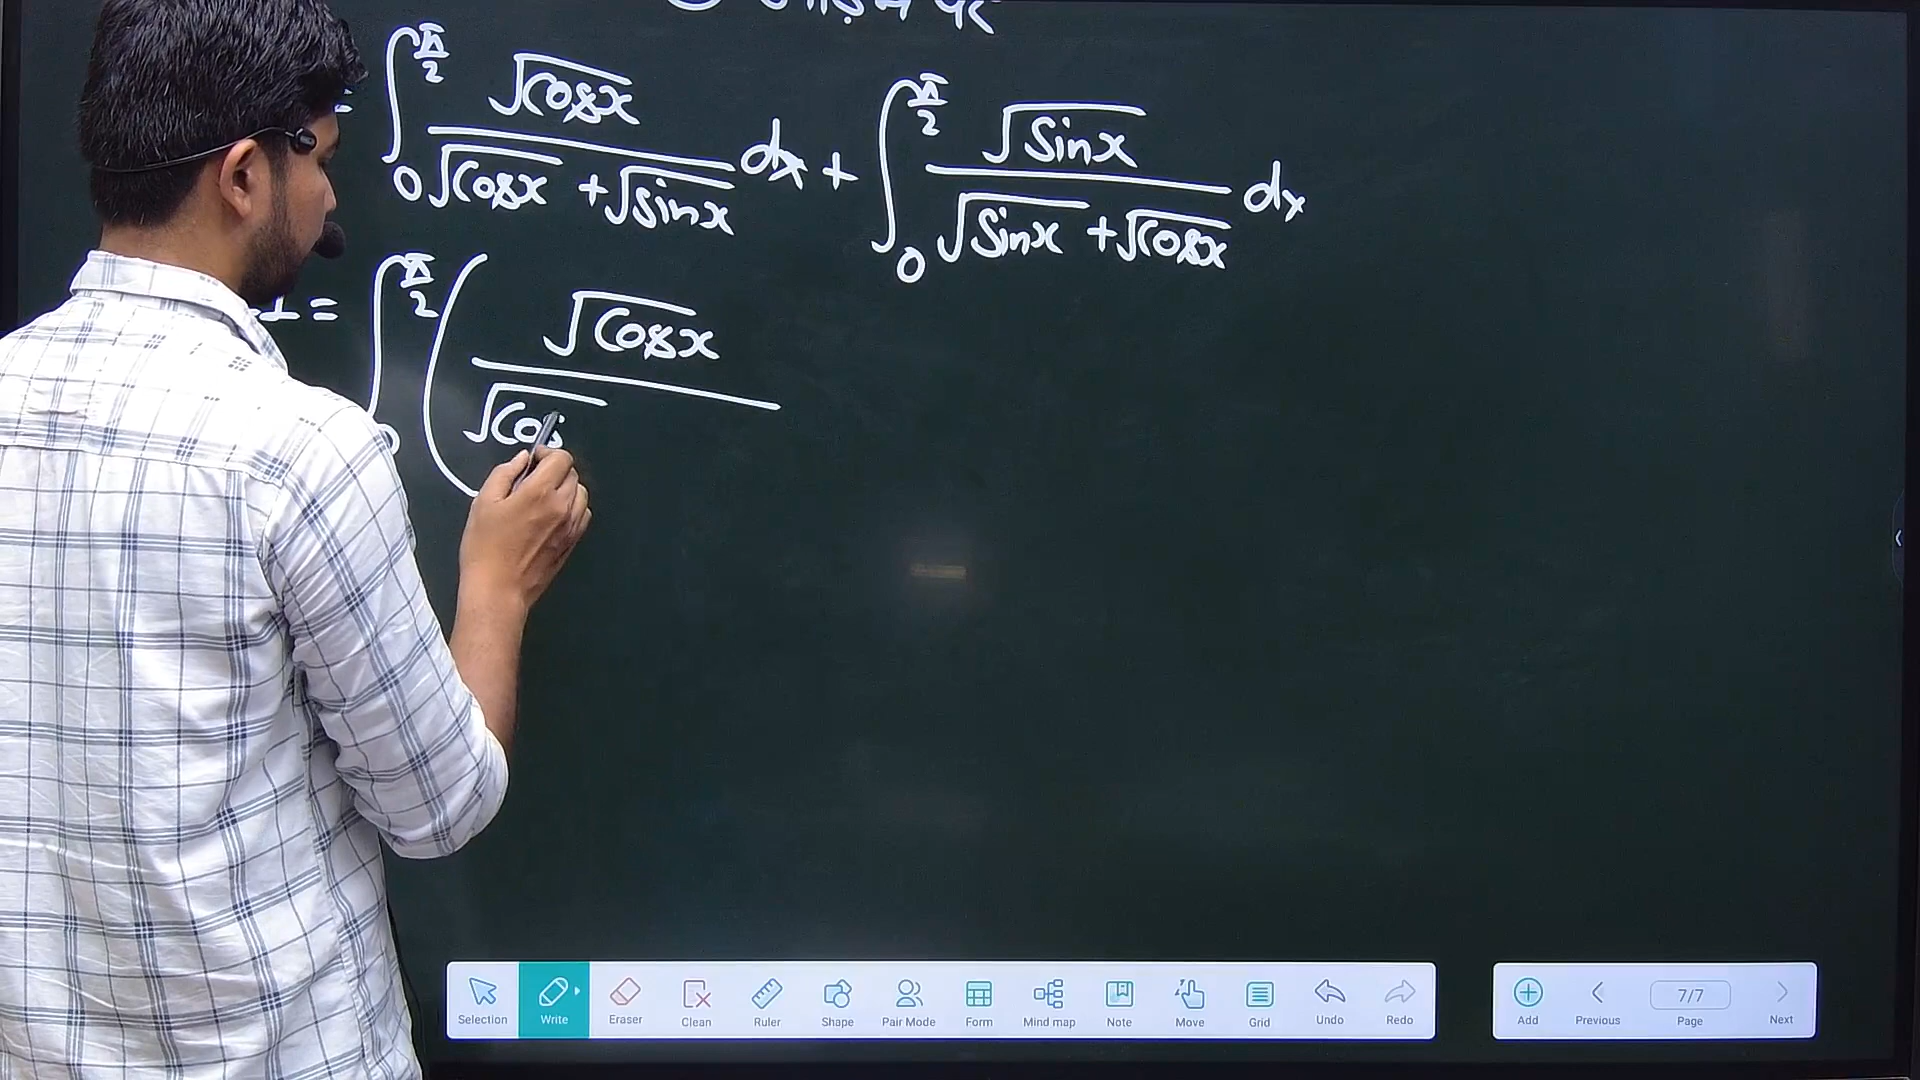 = ∫₀^(π/2) √Cosx / (√Cosx + √Sinx) dx + ∫₀^(π/2) √Sinx / (√Sinx + √Cosx) dx
I = ∫₀^(π/2) ( √Cosx / √Cos
Selection Write Eraser Clean Ruler Shape Pair Mode Form Mind map Note Move Grid Undo Redo
Add Previous 7/7 Page Next